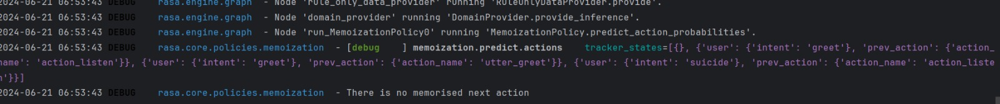 2024-06-21 06:53:43 DEBUG    rasa.engine.graph  - Node 'rule_only_data_provider' running 'RuleOnlyDataProvider.provide'.
2024-06-21 06:53:43 DEBUG    rasa.engine.graph  - Node 'domain_provider' running 'DomainProvider.provide_inference'.
2024-06-21 06:53:43 DEBUG    rasa.engine.graph  - Node 'run_MemoizationPolicy0' running 'MemoizationPolicy.predict_action_probabilities'.
2024-06-21 06:53:43 DEBUG    rasa.core.policies.memoization  - [debug    ] memoization.predict.actions    tracker_states=[{}, {'user': {'intent': 'greet'}, 'prev_action': {'action_
name': 'action_listen'}}, {'user': {'intent': 'greet'}, 'prev_action': {'action_name': 'utter_greet'}}, {'user': {'intent': 'suicide'}, 'prev_action': {'action_name': 'action_liste
n'}}]
2024-06-21 06:53:43 DEBUG    rasa.core.policies.memoization  - There is no memorised next action